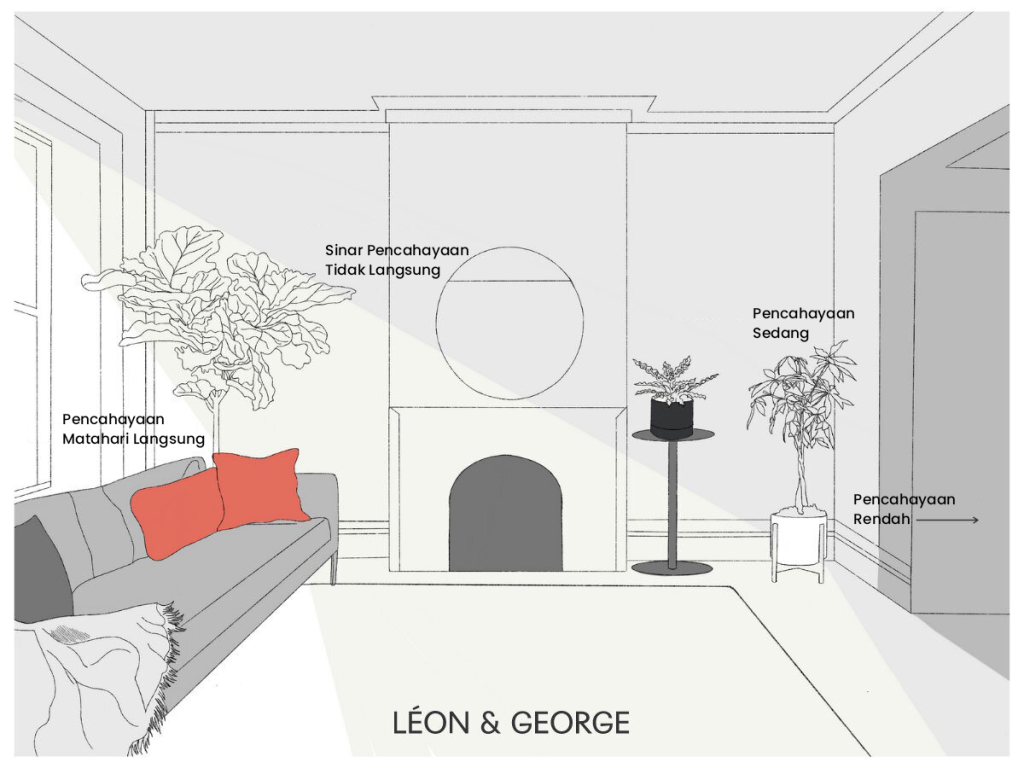 Sinar Pencahayaan
Tidak Langsung
Pencahayaan
Sedang
Pencahayaan
Matahari Langsung
Pencahayaan
Rendah
LÉON & GEORGE